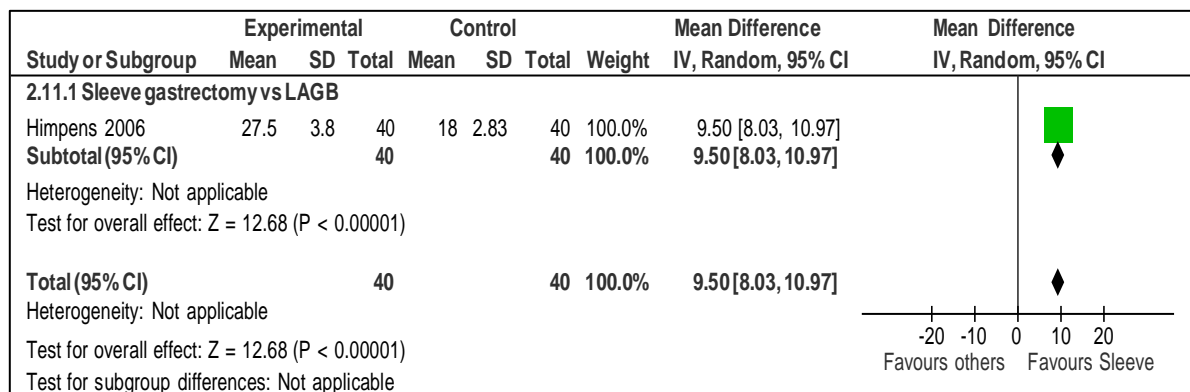 Experimental Control Mean Difference Mean Difference
Study or Subgroup Mean SD Total Mean SD Total Weight IV, Random, 95% CI IV, Random, 95% CI
2.11.1 Sleeve gastrectomy vs LAGB
Himpens 2006 27.5 3.8 40 18 2.83 40 100.0% 9.50 [8.03, 10.97]
Subtotal (95% CI) 40 40 100.0% 9.50 [8.03, 10.97]
Heterogeneity: Not applicable
Test for overall effect: Z = 12.68 (P < 0.00001)
Total (95% CI) 40 40 100.0% 9.50 [8.03, 10.97]
Heterogeneity: Not applicable
Test for overall effect: Z = 12.68 (P < 0.00001)
Test for subgroup differences: Not applicable
-20 -10 0 10 20
Favours others Favours Sleeve